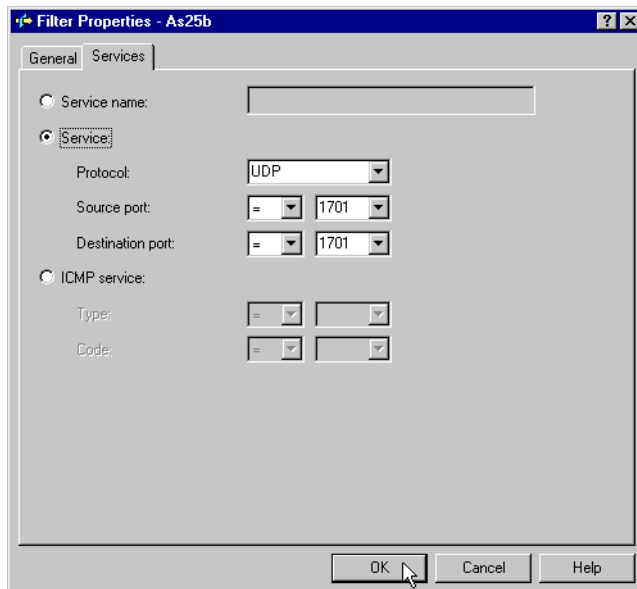 Filter Properties - As25b
General Services
Service name:
Service:
Protocol: UDP
Source port: = 1701
Destination port: = 1701
ICMP service:
Type: =
Code: =
OK Cancel Help